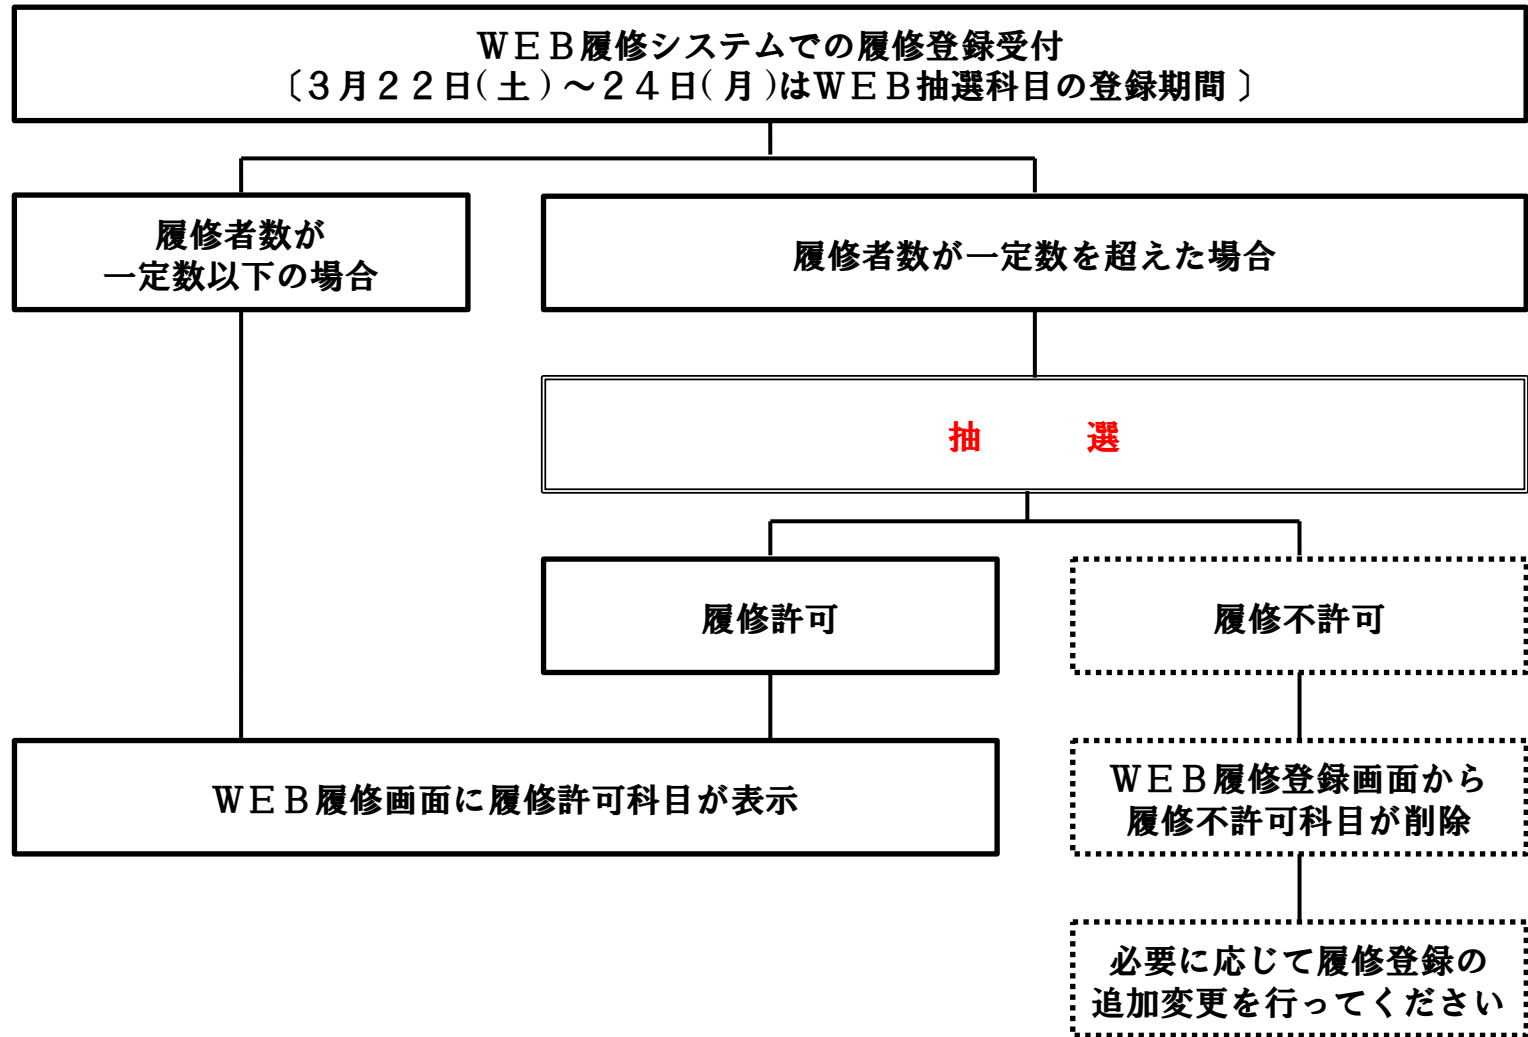 ＷＥＢ履修システムでの履修登録受付
〔３月２２日(土)～２４日(月)はＷＥＢ抽選科目の登録期間〕
履修者数が
一定数以下の場合
履修者数が一定数を超えた場合
抽　　　選
履修許可
履修不許可
ＷＥＢ履修画面に履修許可科目が表示
ＷＥＢ履修登録画面から
履修不許可科目が削除
必要に応じて履修登録の
追加変更を行ってください